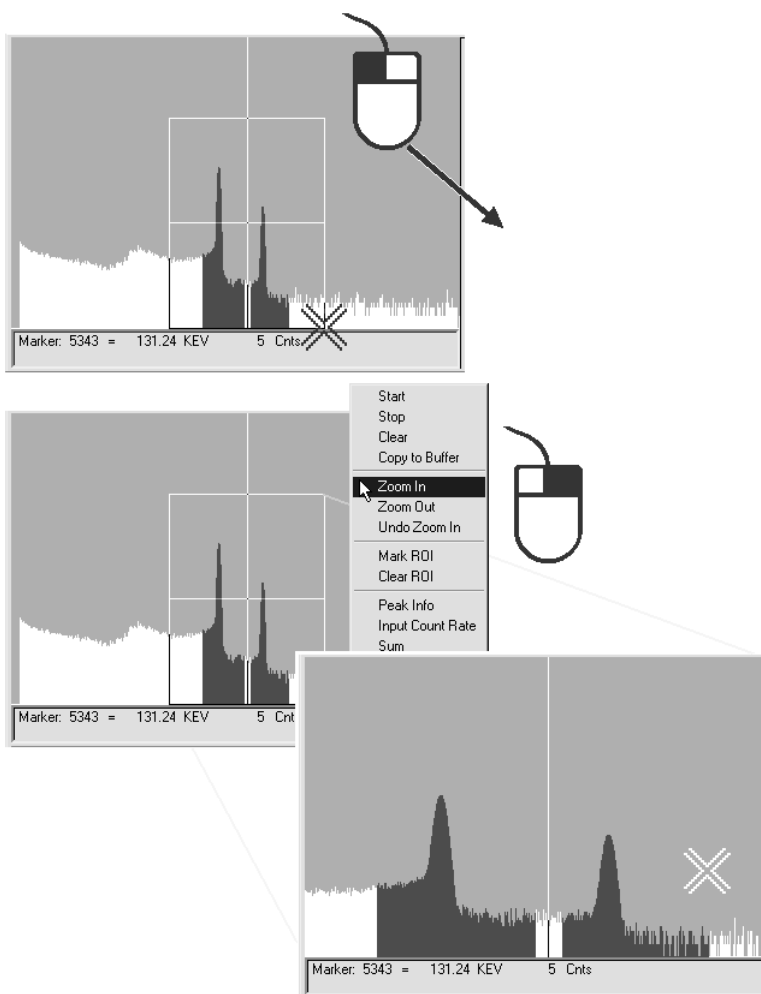 Marker: 5343 = 131.24 KEV 5 Cnts
Start
Stop
Clear
Copy to Buffer
Zoom In
Zoom Out
Undo Zoom In
Mark ROI
Clear ROI
Peak Info
Input Count Rate
Sum
Marker: 5343 = 131.24 KEV 5 Cnt
Marker: 5343 = 131.24 KEV 5 Cnts